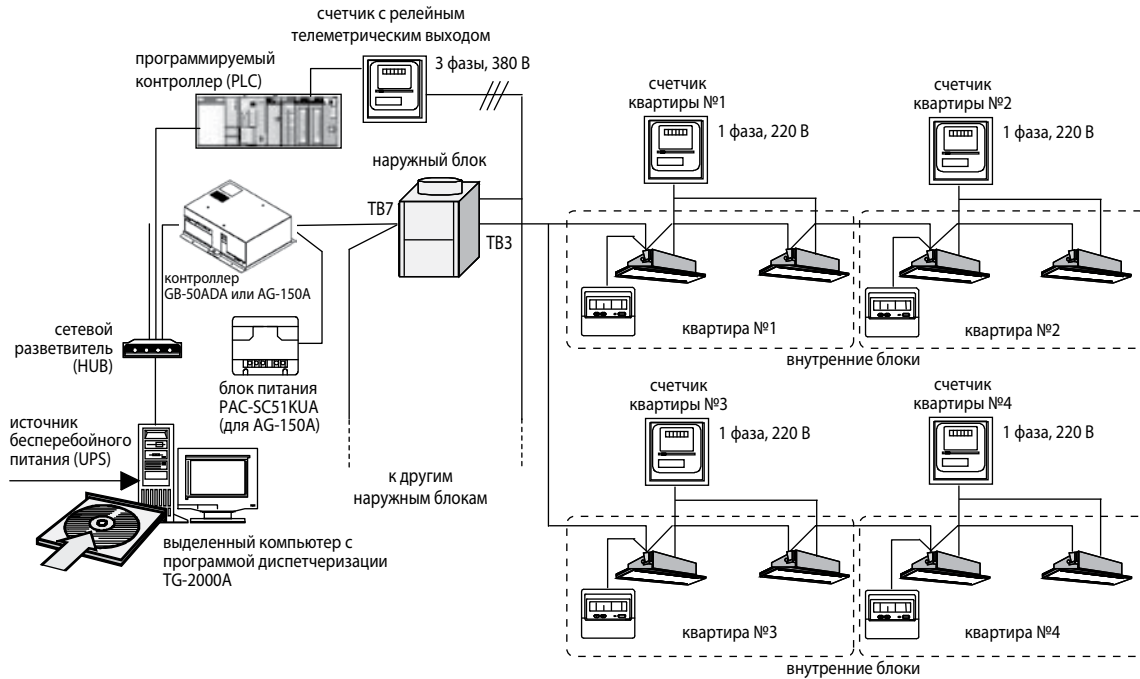 счетчик с релейным
телеметрическим выходом
программируемый
контроллер (PLC)
3 фазы, 380 В
счетчик
квартиры №1
1 фаза, 220 В
счетчик
квартиры №2
1 фаза, 220 В
наружный блок
TB7
TB3
контроллер
GB-50ADA или AG-150A
сетевой
разветвитель
(HUB)
блок питания
PAC-SC51KUA
(для AG-150A)
квартира №1
квартира №2
внутренние блоки
источник
бесперебойного
питания (UPS)
к другим
наружным блокам
выделенный компьютер с
программой диспетчеризации
TG-2000A
счетчик
квартиры №3
1 фаза, 220 В
счетчик
квартиры №4
1 фаза, 220 В
квартира №3
квартира №4
внутренние блоки